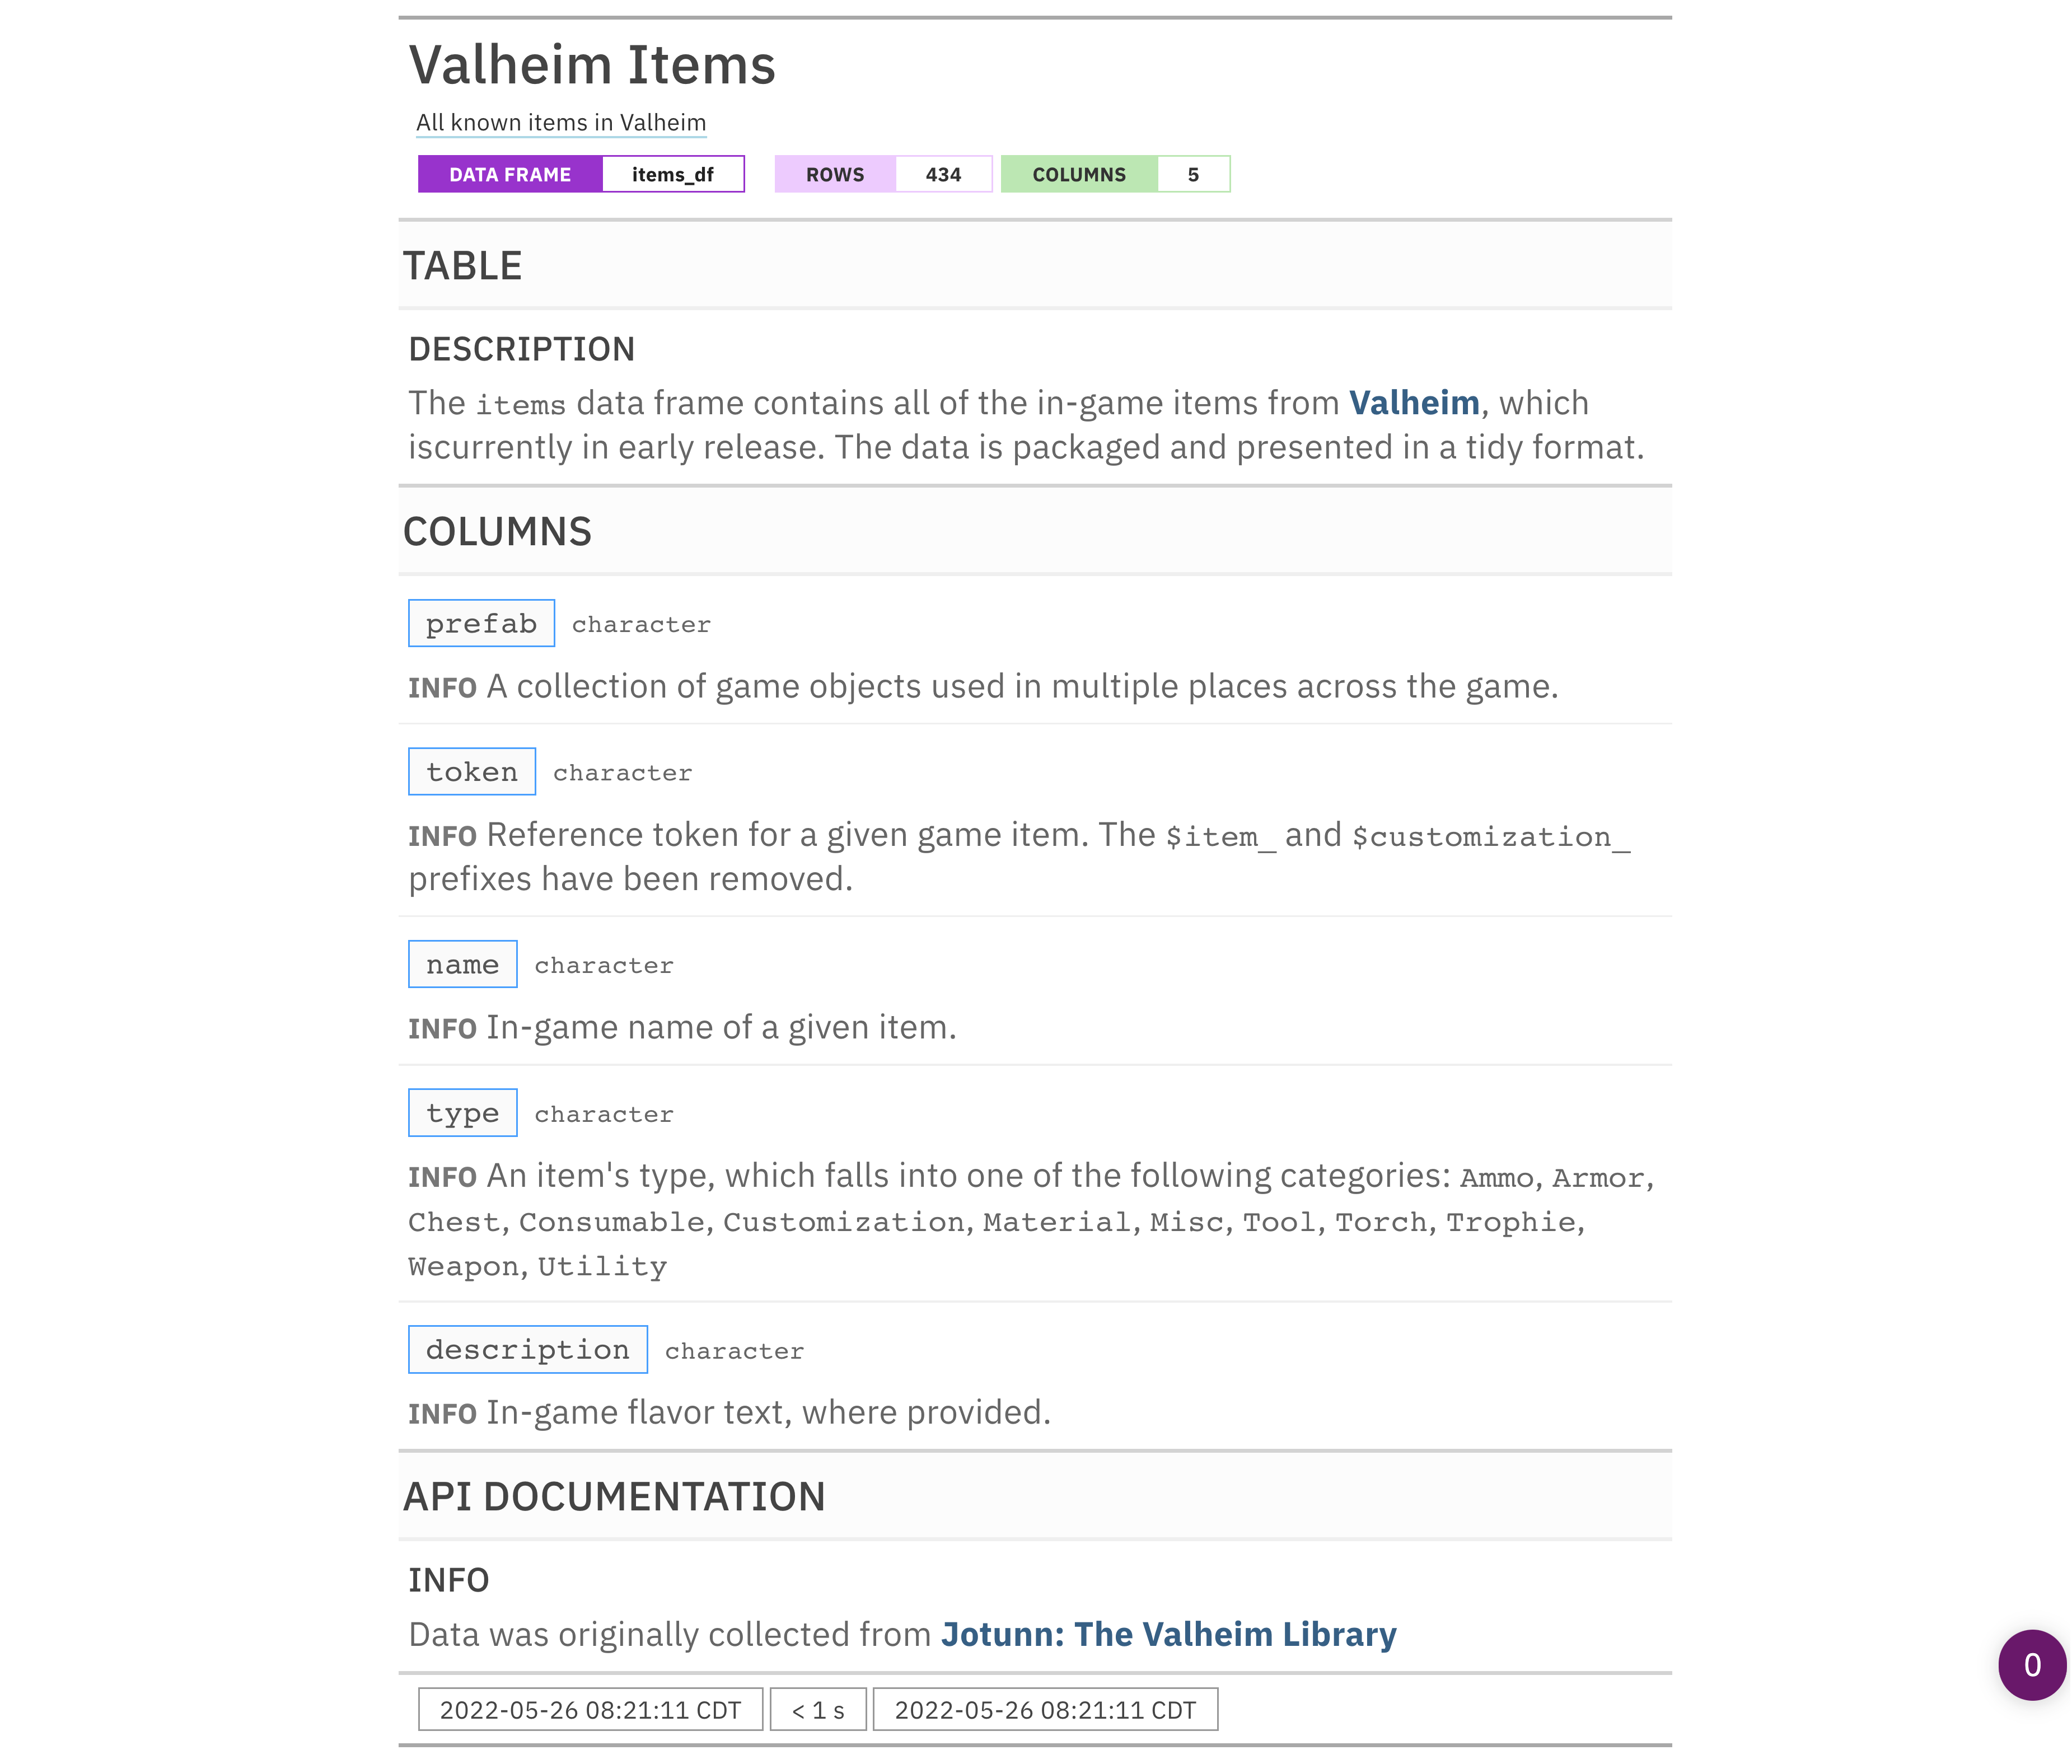 Valheim Items
All known items in Valheim
DATA FRAME items_df ROWS 434 COLUMNS 5
TABLE
DESCRIPTION
The items data frame contains all of the in-game items from Valheim, which
iscurrently in early release. The data is packaged and presented in a tidy format.
COLUMNS
prefab character
INFO A collection of game objects used in multiple places across the game.
token character
INFO Reference token for a given game item. The $item_ and $customization_
prefixes have been removed.
name character
INFO In-game name of a given item.
type character
INFO An item's type, which falls into one of the following categories: Ammo, Armor,
Chest, Consumable, Customization, Material, Misc, Tool, Torch, Trophie,
Weapon, Utility
description character
INFO In-game flavor text, where provided.
API DOCUMENTATION
INFO
Data was originally collected from Jotunn: The Valheim Library
0
2022-05-26 08:21:11 CDT < 1 s 2022-05-26 08:21:11 CDT